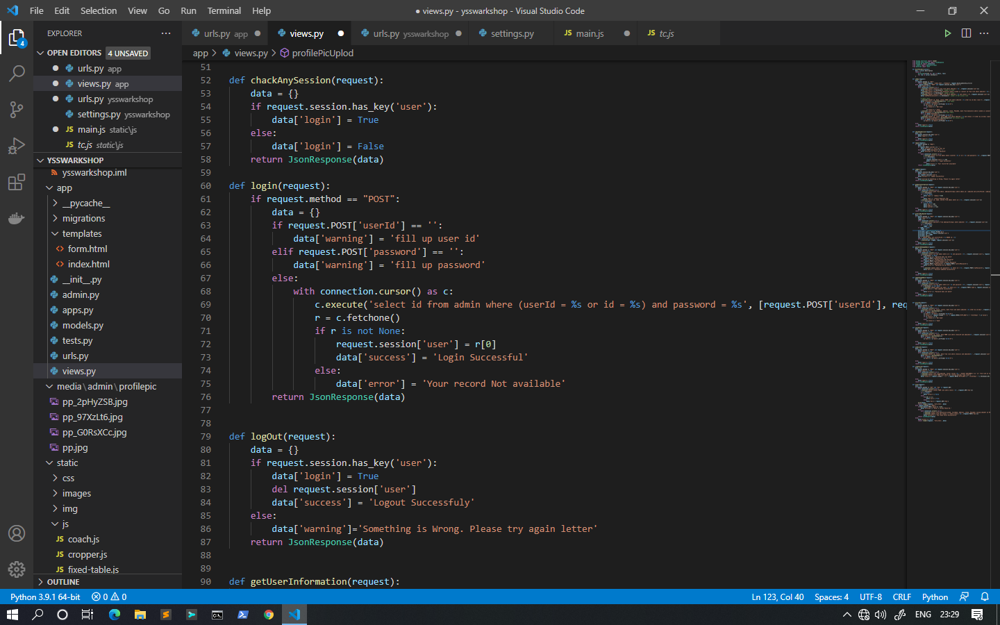 File Edit Selection View Go Run Terminal Help
● views.py - ysswarkshop - Visual Studio Code
EXPLORER
OPEN EDITORS 4 UNSAVED
urls.py app
views.py app
urls.py ysswarkshop
settings.py ysswarkshop
JS main.js static\js
JS tc.js static\js
YSSWARKSHOP
ysswarkshop.iml
app
__pycache__
migrations
templates
form.html
index.html
__init__.py
admin.py
apps.py
models.py
tests.py
urls.py
views.py
media\admin\profilepic
pp_2pHyZSB.jpg
pp_97XzLt6.jpg
pp_G0RsXCc.jpg
pp.jpg
static
css
images
img
js
JS coach.js
JS cropper.js
JS fixed-table.js
OUTLINE
4
urls.py app
views.py
urls.py ysswarkshop
settings.py
JS main.js
JS tc.js
app > views.py > profilePicUplod
51
52 def chackAnySession(request):
53 data = {}
54 if request.session.has_key('user'):
55 data['login'] = True
56 else:
57 data['login'] = False
58 return JsonResponse(data)
59
60 def login(request):
61 if request.method == "POST":
62 data = {}
63 if request.POST['userId'] == '':
64 data['warning'] = 'fill up user id'
65 elif request.POST['password'] == '':
66 data['warning'] = 'fill up password'
67 else:
68 with connection.cursor() as c:
69 c.execute('select id from admin where (userId = %s or id = %s) and password = %s', [request.POST['userId'], req
70 r = c.fetchone()
71 if r is not None:
72 request.session['user'] = r[0]
73 data['success'] = 'Login Successful'
74 else:
75 data['error'] = 'Your record Not available'
76 return JsonResponse(data)
77
78
79 def logOut(request):
80 data = {}
81 if request.session.has_key('user'):
82 data['login'] = True
83 del request.session['user']
84 data['success'] = 'Logout Successfuly'
85 else:
86 data['warning']='Something is Wrong. Please try again letter'
87 return JsonResponse(data)
88
89
90 def getUserInformation(request):
Python 3.9.1 64-bit 0 0
Ln 123, Col 40 Spaces: 4 UTF-8 CRLF Python
ENG 23:29